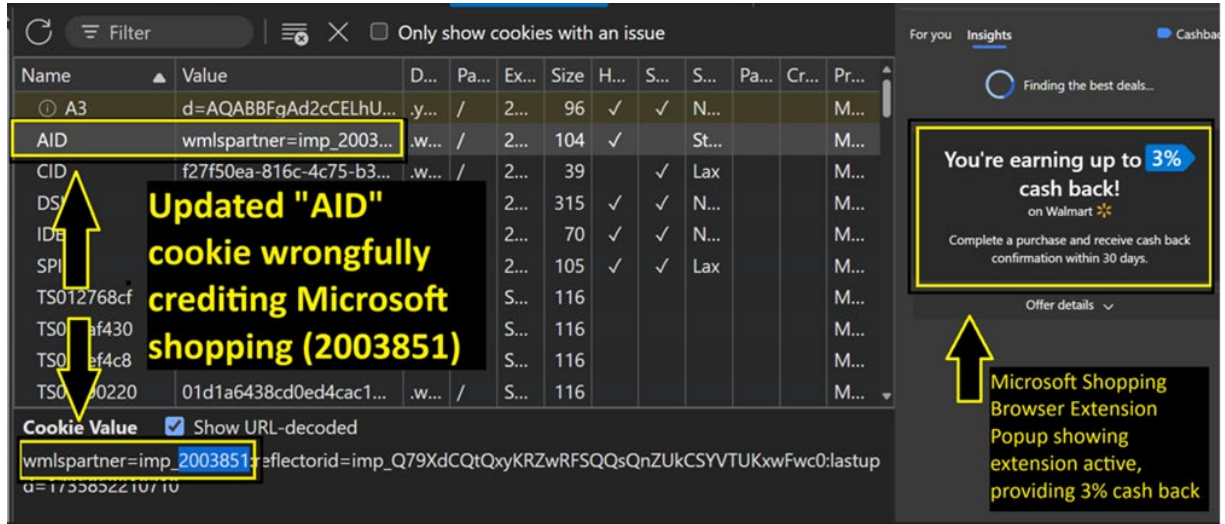 Filter
Only show cookies with an issue
Name Value D... Pa... Ex... Size H... S... S... Pa... Cr... Pr...
A3 d=AQABBFgAd2cCELhU... .y... / 2... 96 ✓ ✓ N... M...
AID wmlspartner=imp_2003... .w... / 2... 104 ✓ St... M...
CID f27f50ea-816c-4c75-b3... .w... / 2... 39 ✓ Lax M...
2... 315 ✓ ✓ N... M...
2... 70 ✓ ✓ N... M...
SPI 2... 105 ✓ ✓ Lax M...
TS012768cf S... 116 M...
S... 116 M...
S... 116 M...
01d1a6438cd0ed4cac1... .w... / S... 116 M...
Updated "AID"
cookie wrongfully
crediting Microsoft
shopping (2003851)
Cookie Value Show URL-decoded
wmlspartner=imp_2003851:reflectorid=imp_Q79XdCQtQxyKRZwRFSQQsQnZUkCSYVTUKxwFwc0:lastup
d=1735852210710
For you Insights Cashbac
Finding the best deals...
You're earning up to 3%
cash back!
on Walmart
Complete a purchase and receive cash back
confirmation within 30 days.
Offer details
Microsoft Shopping
Browser Extension
Popup showing
extension active,
providing 3% cash back